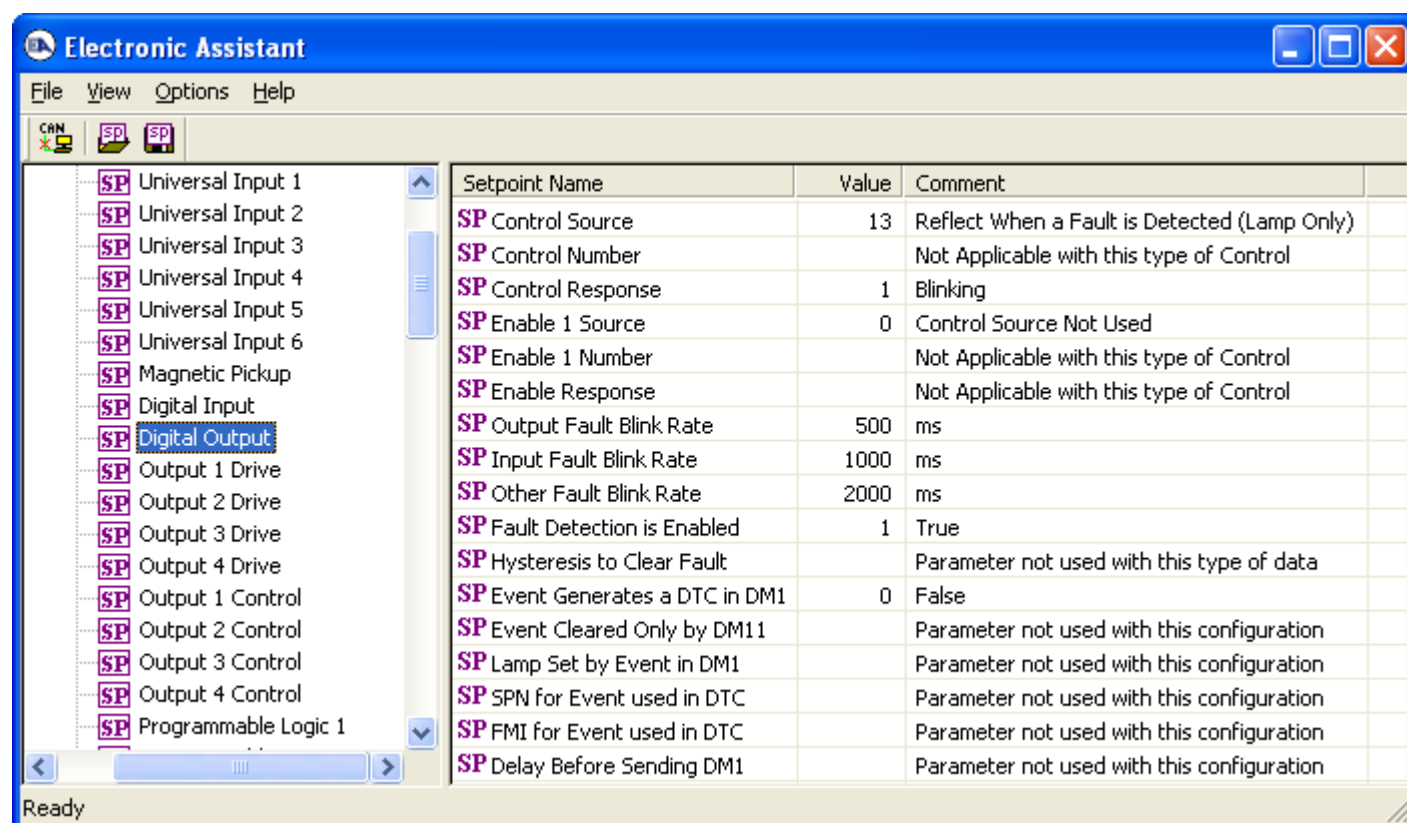 EA Electronic Assistant
File View Options Help
CAN SP SP
SP Universal Input 1
SP Universal Input 2
SP Universal Input 3
SP Universal Input 4
SP Universal Input 5
SP Universal Input 6
SP Magnetic Pickup
SP Digital Input
SP Digital Output
SP Output 1 Drive
SP Output 2 Drive
SP Output 3 Drive
SP Output 4 Drive
SP Output 1 Control
SP Output 2 Control
SP Output 3 Control
SP Output 4 Control
SP Programmable Logic 1
Setpoint Name Value Comment
SP Control Source 13 Reflect When a Fault is Detected (Lamp Only)
SP Control Number Not Applicable with this type of Control
SP Control Response 1 Blinking
SP Enable 1 Source 0 Control Source Not Used
SP Enable 1 Number Not Applicable with this type of Control
SP Enable Response Not Applicable with this type of Control
SP Output Fault Blink Rate 500 ms
SP Input Fault Blink Rate 1000 ms
SP Other Fault Blink Rate 2000 ms
SP Fault Detection is Enabled 1 True
SP Hysteresis to Clear Fault Parameter not used with this type of data
SP Event Generates a DTC in DM1 0 False
SP Event Cleared Only by DM11 Parameter not used with this configuration
SP Lamp Set by Event in DM1 Parameter not used with this configuration
SP SPN for Event used in DTC Parameter not used with this configuration
SP FMI for Event used in DTC Parameter not used with this configuration
SP Delay Before Sending DM1 Parameter not used with this configuration
Ready